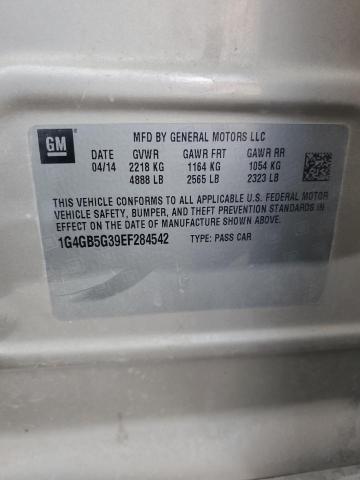 GM
MFD BY GENERAL MOTORS LLC
DATE GVWR GAWR FRT GAWR RR
04/14 2218 KG 1164 KG 1054 KG
4888 LB 2565 LB 2323 LB
THIS VEHICLE CONFORMS TO ALL APPLICABLE U.S. FEDERAL MOTOR
VEHICLE SAFETY, BUMPER, AND THEFT PREVENTION STANDARDS IN
EFFECT ON THE DATE OF MANUFACTURE SHOWN ABOVE.
1G4GB5G39EF284542 TYPE: PASS CAR